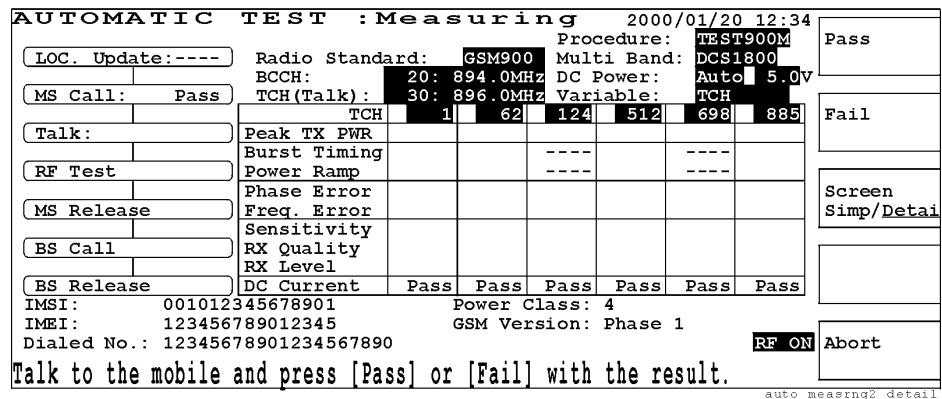 AUTOMATIC TEST :Measuring 2000/01/20 12:34
Procedure: TEST900M
LOC. Update:---- Radio Standard: GSM900 Multi Band: DCS1800
BCCH: 20: 894.0MHz DC Power: Auto 5.0V
MS Call: Pass TCH(Talk): 30: 896.0MHz Variable: TCH
TCH 1 62 124 512 698 885
Talk: Peak TX PWR
Burst Timing ---- ----
RF Test Power Ramp ---- ----
Phase Error
MS Release Freq. Error
Sensitivity
BS Call RX Quality
RX Level
BS Release DC Current Pass Pass Pass Pass Pass Pass
IMSI: 001012345678901 Power Class: 4
IMEI: 123456789012345 GSM Version: Phase 1
Dialed No.: 12345678901234567890 RF ON
Talk to the mobile and press [Pass] or [Fail] with the result.
Pass
Fail
Screen
Simp/Detai
Abort
auto measrng2 detail